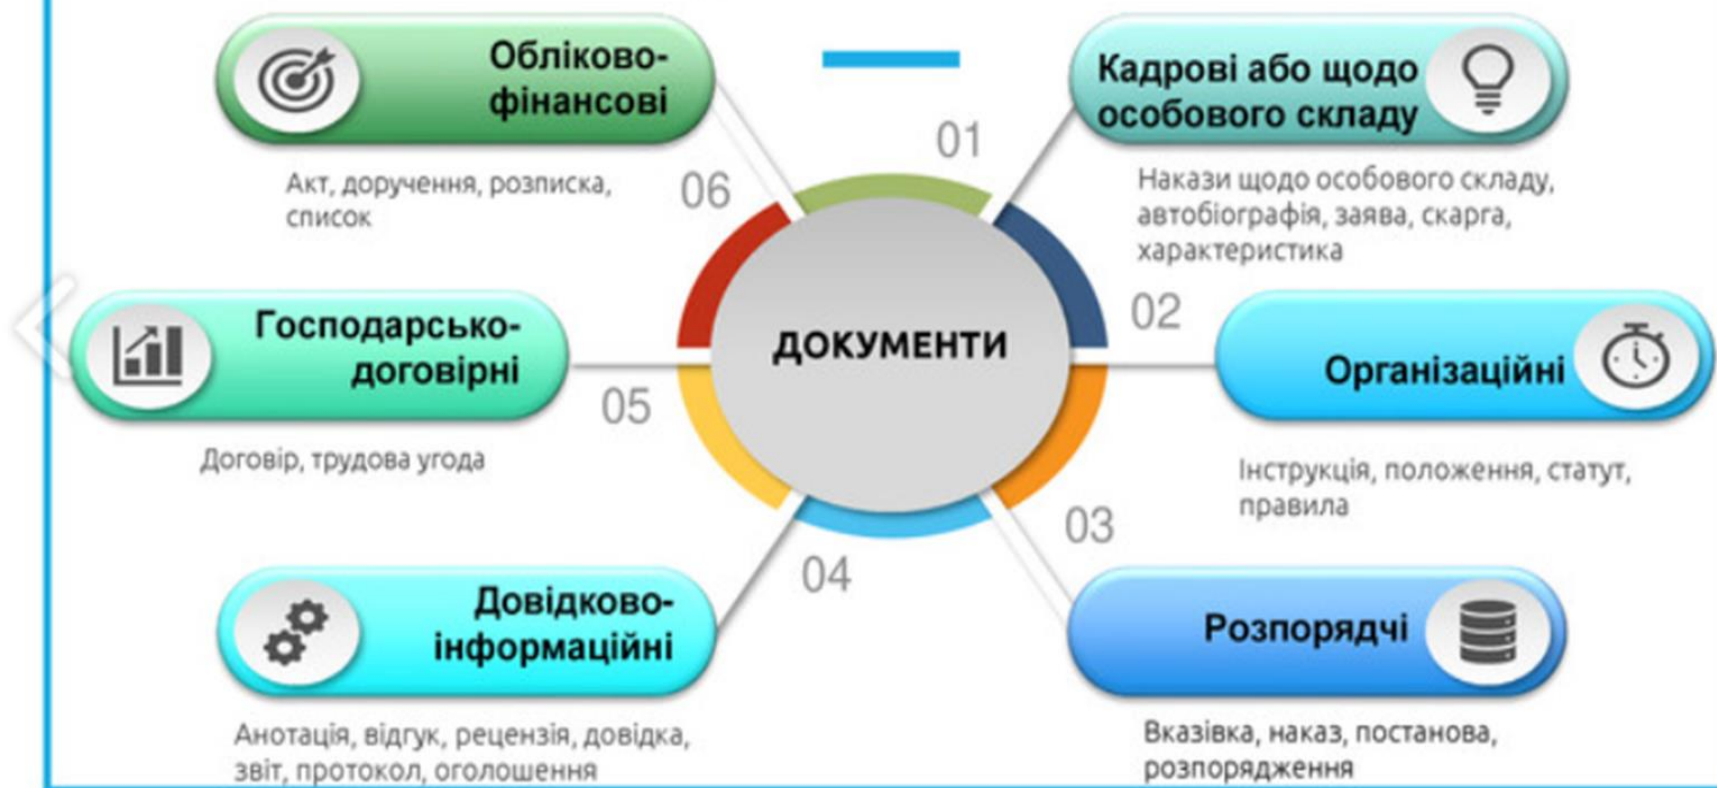 ДОКУМЕНТИ
01
Кадрові або щодо
особового складу
Накази щодо особового складу,
автобіографія, заява, скарга,
характеристика
02
Організаційні
Інструкція, положення, статут,
правила
03
Розпорядчі
Вказівка, наказ, постанова,
розпорядження
04
Довідково-
інформаційні
Анотація, відгук, рецензія, довідка,
звіт, протокол, оголошення
05
Господарсько-
договірні
Договір, трудова угода
06
Обліково-
фінансові
Акт, доручення, розписка,
список